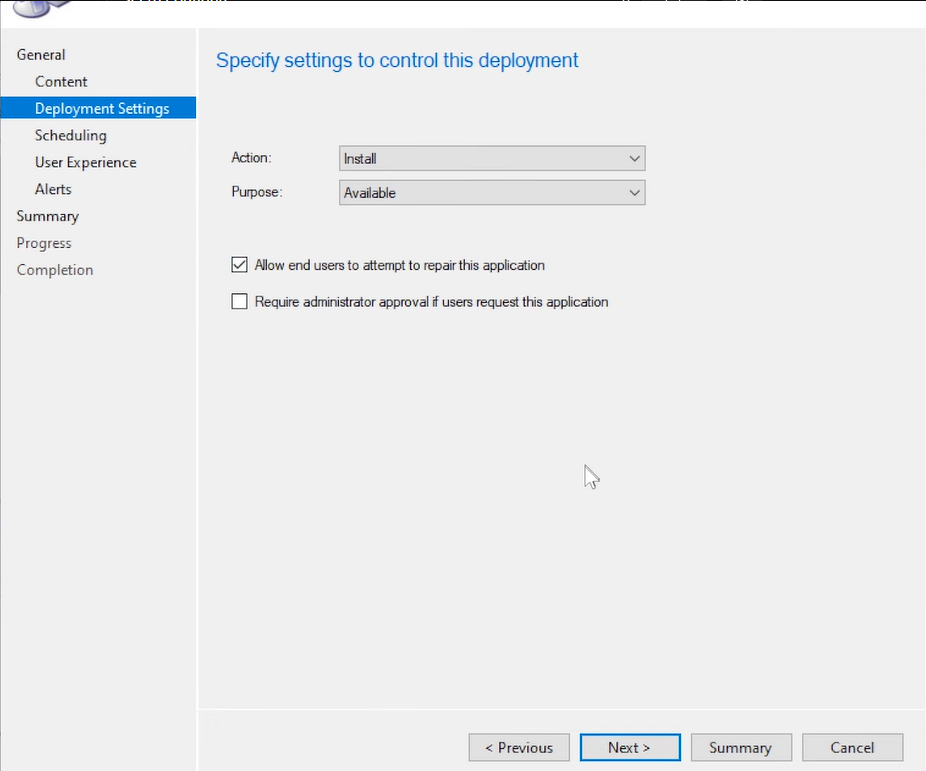 General
Content
Deployment Settings
Scheduling
User Experience
Alerts
Summary
Progress
Completion
Specify settings to control this deployment
Action: Install
Purpose: Available
Allow end users to attempt to repair this application
Require administrator approval if users request this application
< Previous Next > Summary Cancel